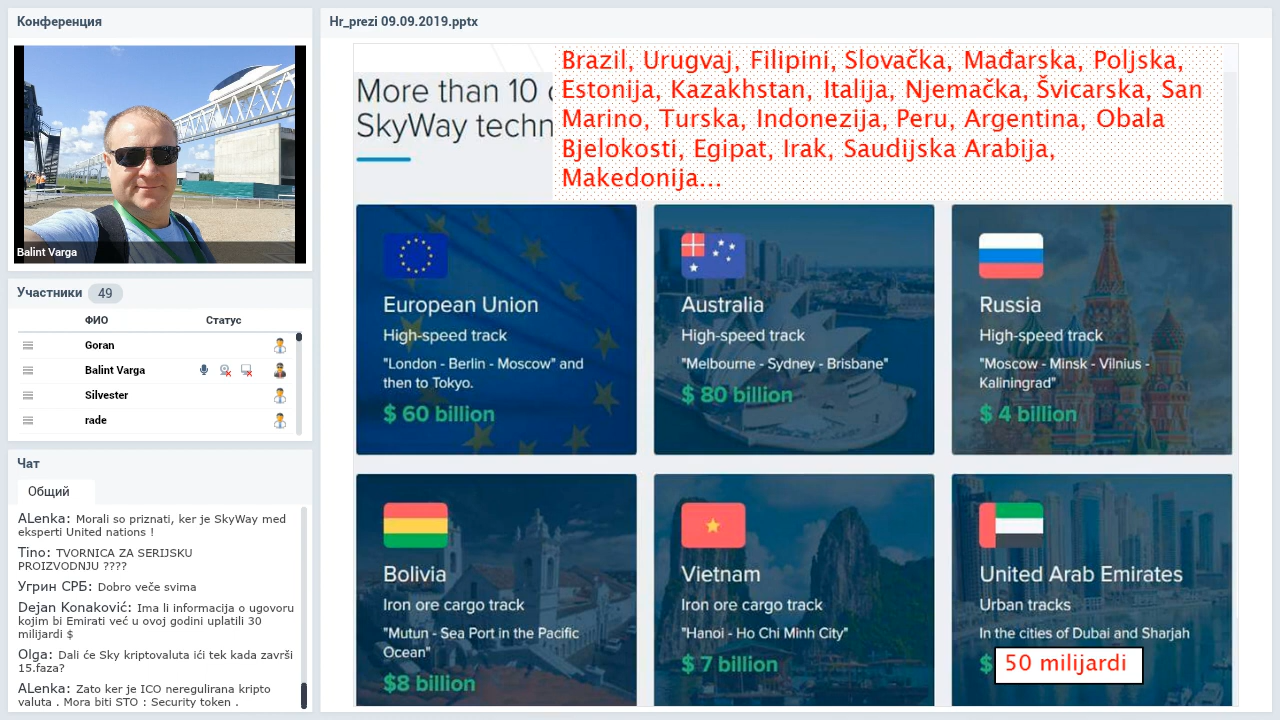 Конференция
Balint Varga
Участники 49
ФИО Статус
Goran
Balint Varga
Silvester
rade
Чат
Общий
ALenka: Morali so priznati, ker je SkyWay med
eksperti United nations !
Tino: TVORNICA ZA SERIJSKU
PROIZVODNJU ????
Угрин СРБ: Dobro veče svima
Dejan Konaković: Ima li informacija o ugovoru
kojim bi Emirati već u ovoj godini uplatili 30
milijardi $
Olga: Dali će Sky kriptovaluta ići tek kada završi
15.faza?
ALenka: Zato ker je ICO neregulirana kripto
valuta . Mora biti STO : Security token .
Hr_prezi 09.09.2019.pptx
More than 10
SkyWay techn
Brazil, Urugvaj, Filipini, Slovačka, Mađarska, Poljska,
Estonija, Kazakhstan, Italija, Njemačka, Švicarska, San
Marino, Turska, Indonezija, Peru, Argentina, Obala
Bjelokosti, Egipat, Irak, Saudijska Arabija,
Makedonija...
European Union
High-speed track
"London - Berlin - Moscow" and
then to Tokyo.
$ 60 billion
Australia
High-speed track
"Melbourne - Sydney - Brisbane"
$ 80 billion
Russia
High-speed track
"Moscow - Minsk - Vilnius -
Kaliningrad"
$ 4 billion
Bolivia
Iron ore cargo track
"Mutun - Sea Port in the Pacific
Ocean"
$8 billion
Vietnam
Iron ore cargo track
"Hanoi - Ho Chi Minh City"
$ 7 billion
United Arab Emirates
Urban tracks
In the cities of Dubai and Sharjah
$ 50 milijardi